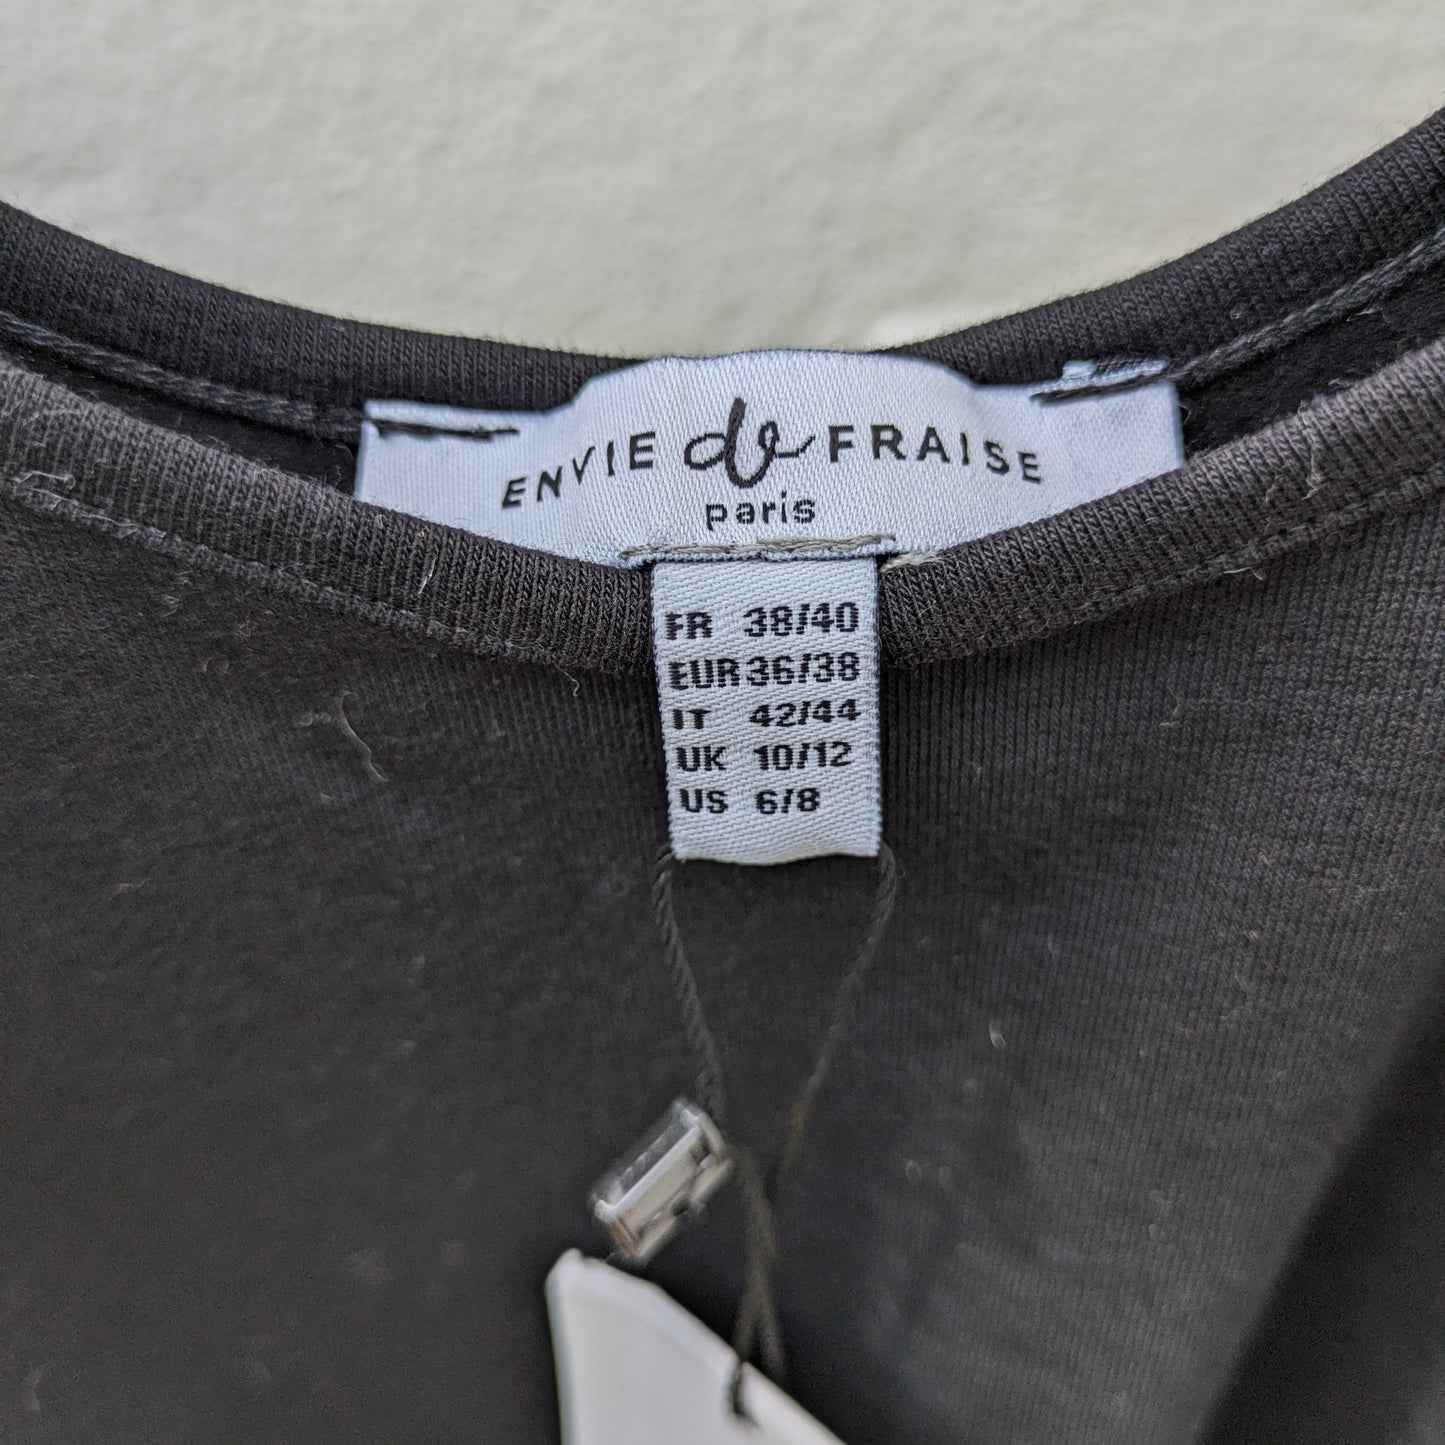 ENVIE de FRAISE
paris
FR 38/40
EUR 36/38
IT 42/44
UK 10/12
US 6/8